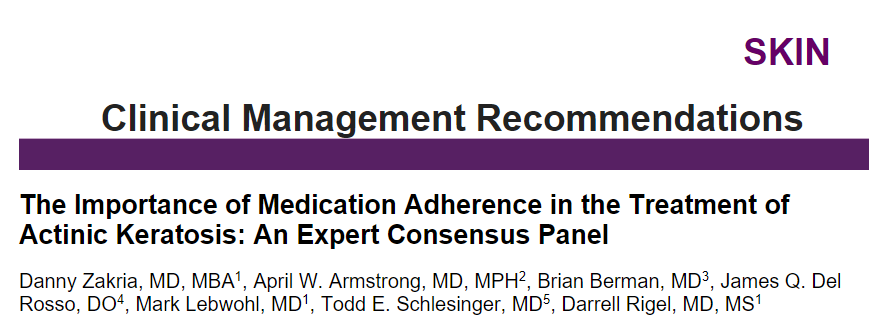 SKIN
Clinical Management Recommendations
The Importance of Medication Adherence in the Treatment of
Actinic Keratosis: An Expert Consensus Panel
Danny Zakria, MD, MBA¹, April W. Armstrong, MD, MPH², Brian Berman, MD³, James Q. Del
Rosso, DO⁴, Mark Lebwohl, MD¹, Todd E. Schlesinger, MD⁵, Darrell Rigel, MD, MS¹